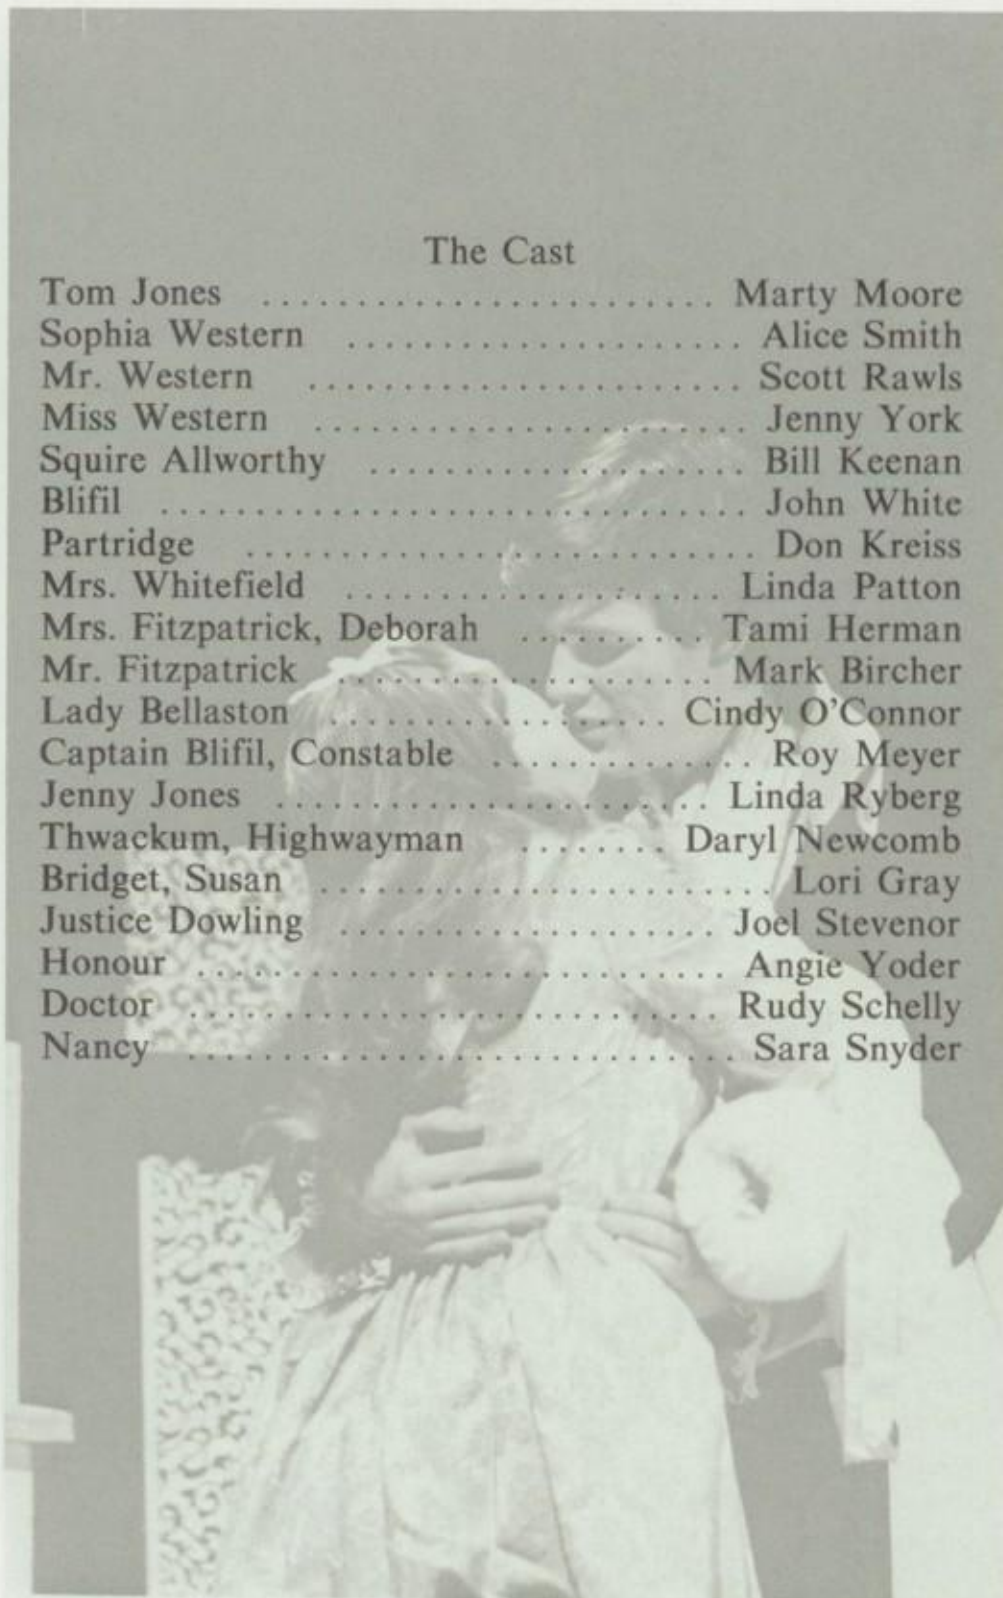 The Cast
Tom Jones ........................ Marty Moore
Sophia Western ..................... Alice Smith
Mr. Western ....................... Scott Rawls
Miss Western ....................... Jenny York
Squire Allworthy .................... Bill Keenan
Blifil ............................... John White
Partridge ........................... Don Kreiss
Mrs. Whitefield .................... Linda Patton
Mrs. Fitzpatrick, Deborah .......... Tami Herman
Mr. Fitzpatrick .................... Mark Bircher
Lady Bellaston .................. Cindy O'Connor
Captain Blifil, Constable .............. Roy Meyer
Jenny Jones ....................... Linda Ryberg
Thwackum, Highwayman ........ Daryl Newcomb
Bridget, Susan ........................ Lori Gray
Justice Dowling .................... Joel Stevenor
Honour ............................ Angie Yoder
Doctor ............................ Rudy Schelly
Nancy ............................. Sara Snyder